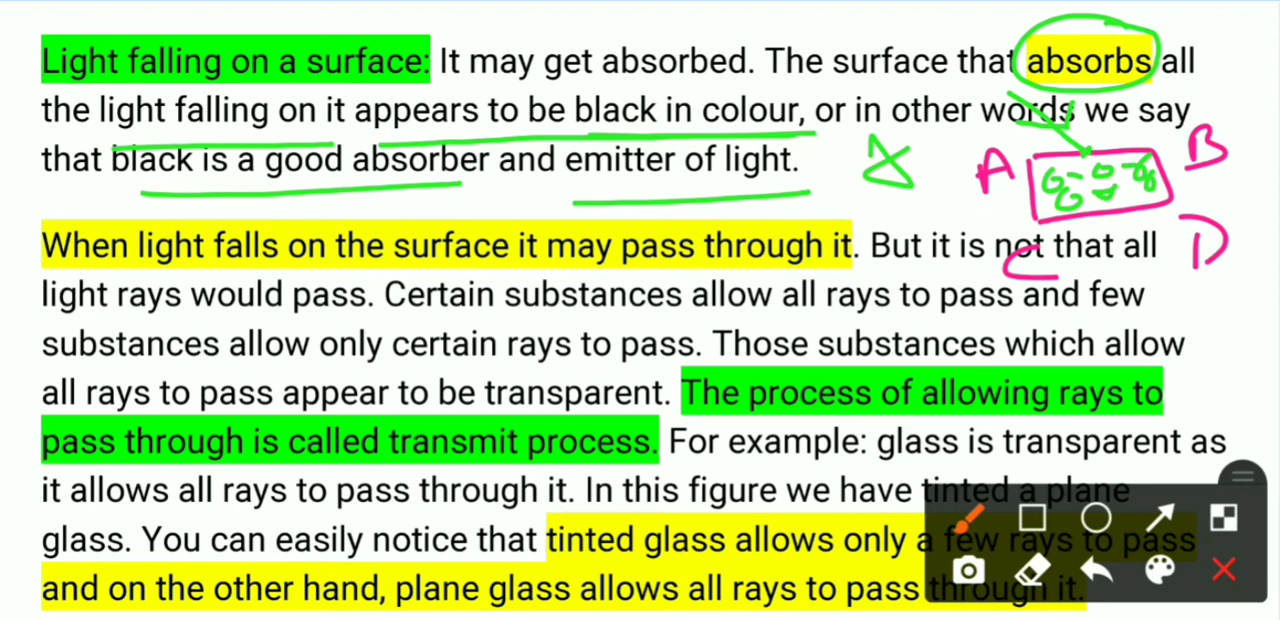 Light falling on a surface: It may get absorbed. The surface that absorbs all
the light falling on it appears to be black in colour, or in other words we say
that black is a good absorber and emitter of light.
A
B
C
D
When light falls on the surface it may pass through it. But it is not that all
light rays would pass. Certain substances allow all rays to pass and few
substances allow only certain rays to pass. Those substances which allow
all rays to pass appear to be transparent. The process of allowing rays to
pass through is called transmit process. For example: glass is transparent as
it allows all rays to pass through it. In this figure we have tinted a plane
glass. You can easily notice that tinted glass allows only a few rays to pass
and on the other hand, plane glass allows all rays to pass through it.